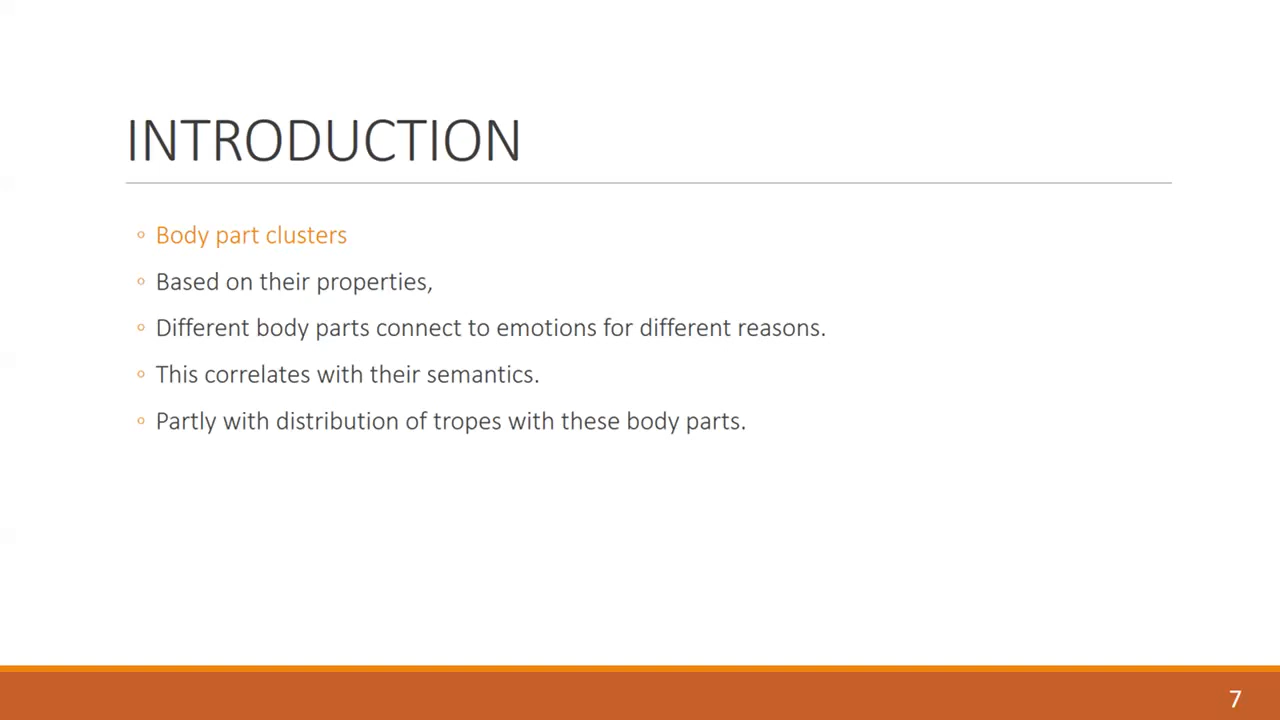 INTRODUCTION
◦ Body part clusters
◦ Based on their properties,
◦ Different body parts connect to emotions for different reasons.
◦ This correlates with their semantics.
◦ Partly with distribution of tropes with these body parts.
7